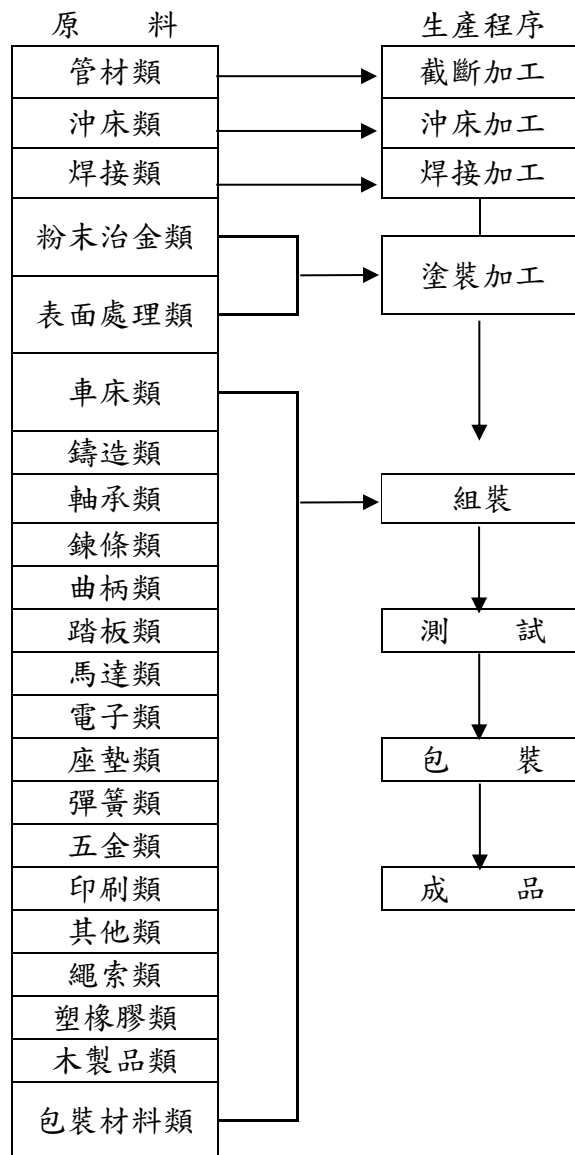 原　　料　　生產程序
管材類　　截斷加工
沖床類　　沖床加工
焊接類　　焊接加工
粉末治金類
塗裝加工
表面處理類
車床類
鑄造類
軸承類　　組裝
鍊條類
曲柄類
踏板類　　測　　試
馬達類
電子類
座墊類　　包　　裝
彈簧類
五金類
印刷類　　成　　品
其他類
繩索類
塑橡膠類
木製品類
包裝材料類